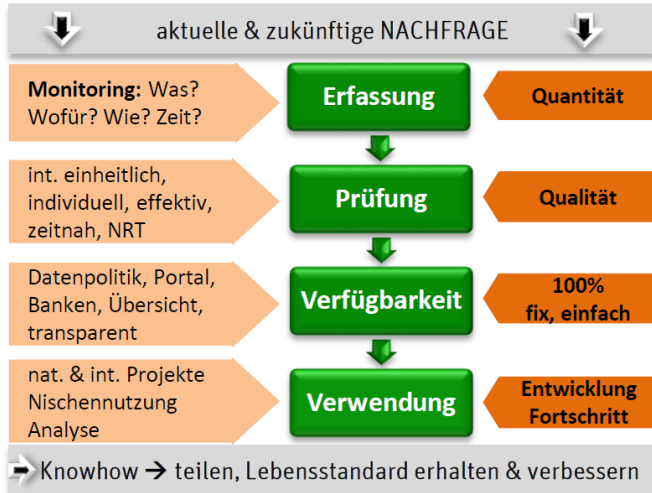 aktuelle & zukünftige NACHFRAGE
Monitoring: Was?
Wofür? Wie? Zeit?
Erfassung
Quantität
int. einheitlich,
individuell, effektiv,
zeitnah, NRT
Prüfung
Qualität
Datenpolitik, Portal,
Banken, Übersicht,
transparent
Verfügbarkeit
100%
fix, einfach
nat. & int. Projekte
Nischennutzung
Analyse
Verwendung
Entwicklung
Fortschritt
Knowhow → teilen, Lebensstandard erhalten & verbessern